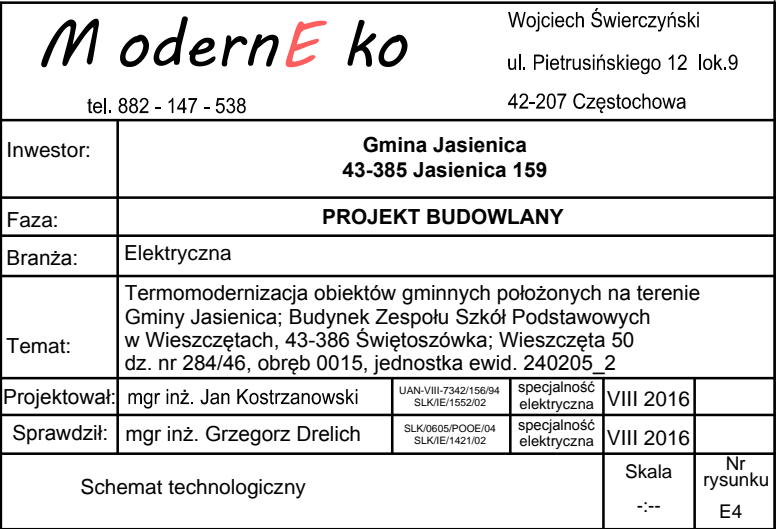 M odernE ko
tel. 882 - 147 - 538
Wojciech Świerczyński
ul. Pietrusińskiego 12 lok.9
42-207 Częstochowa
Inwestor:
Gmina Jasienica
43-385 Jasienica 159
Faza:
PROJEKT BUDOWLANY
Branża:
Elektryczna
Temat:
Termomodernizacja obiektów gminnych położonych na terenie
Gminy Jasienica; Budynek Zespołu Szkół Podstawowych
w Wieszczętach, 43-386 Świętoszówka; Wieszczęta 50
dz. nr 284/46, obręb 0015, jednostka ewid. 240205_2
Projektował:
mgr inż. Jan Kostrzanowski
UAN-VIII-7342/156/94
SLK/IE/1552/02
specjalność
elektryczna
VIII 2016
Sprawdził:
mgr inż. Grzegorz Drelich
SLK/0605/POOE/04
SLK/IE/1421/02
specjalność
elektryczna
VIII 2016
Schemat technologiczny
Skala
-:--
Nr
rysunku
E4